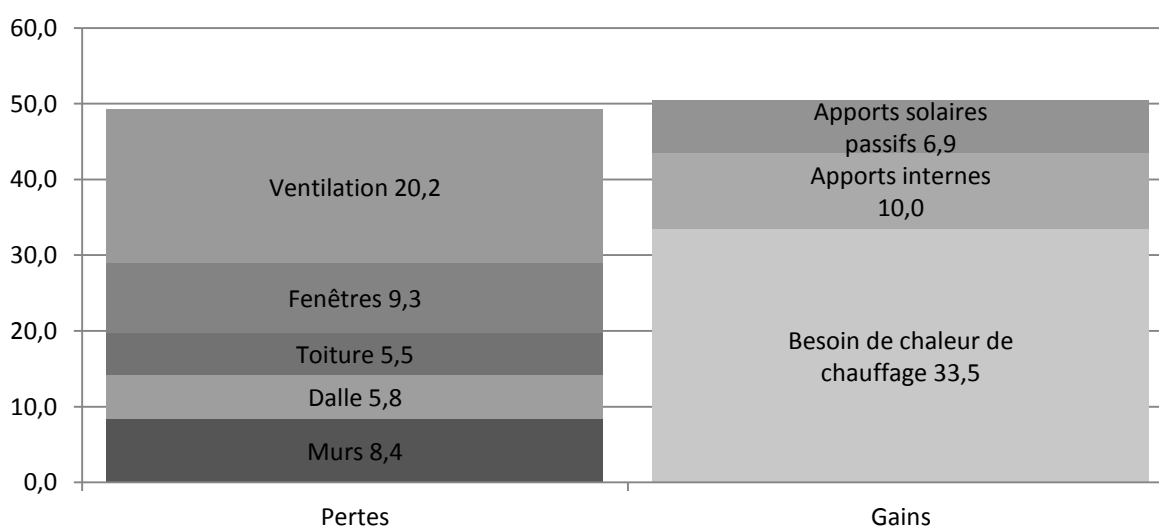 60,0
50,0
40,0
30,0
20,0
10,0
0,0
Ventilation 20,2
Fenêtres 9,3
Toiture 5,5
Dalle 5,8
Murs 8,4
Apports solaires
passifs 6,9
Apports internes
10,0
Besoin de chaleur de
chauffage 33,5
Pertes
Gains